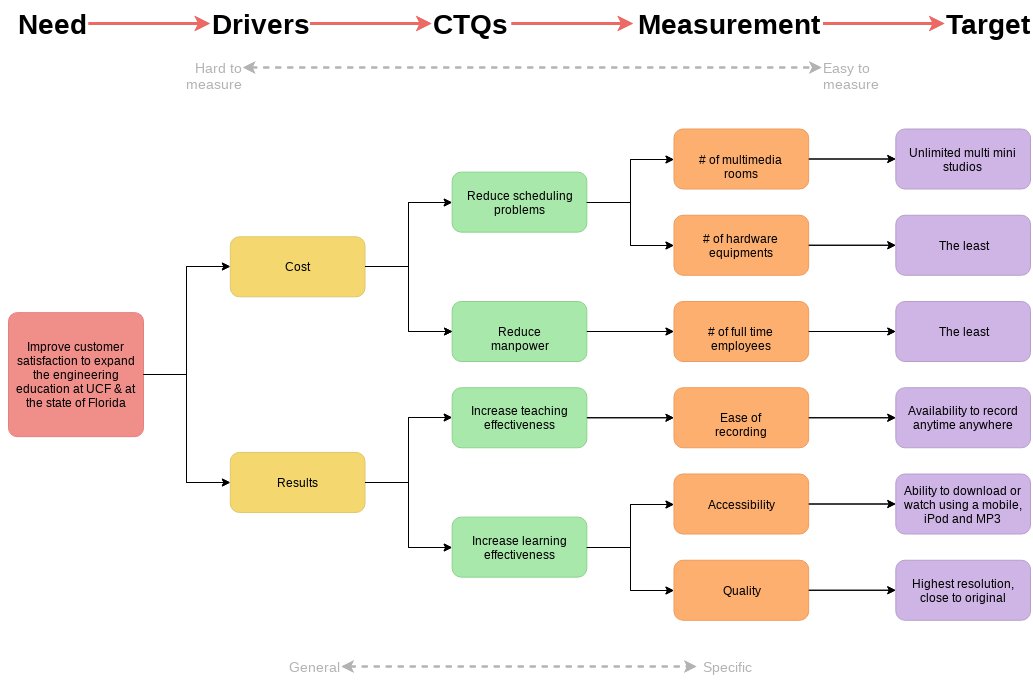 Need
Drivers
CTQs
Measurement
Target
Hard to
measure
Easy to
measure
Improve customer
satisfaction to expand
the engineering
education at UCF & at
the state of Florida
Cost
Results
Reduce scheduling
problems
Reduce
manpower
Increase teaching
effectiveness
Increase learning
effectiveness
# of multimedia
rooms
# of hardware
equipments
# of full time
employees
Ease of
recording
Accessibility
Quality
Unlimited multi mini
studios
The least
The least
Availability to record
anytime anywhere
Ability to download or
watch using a mobile,
iPod and MP3
Highest resolution,
close to original
General
Specific